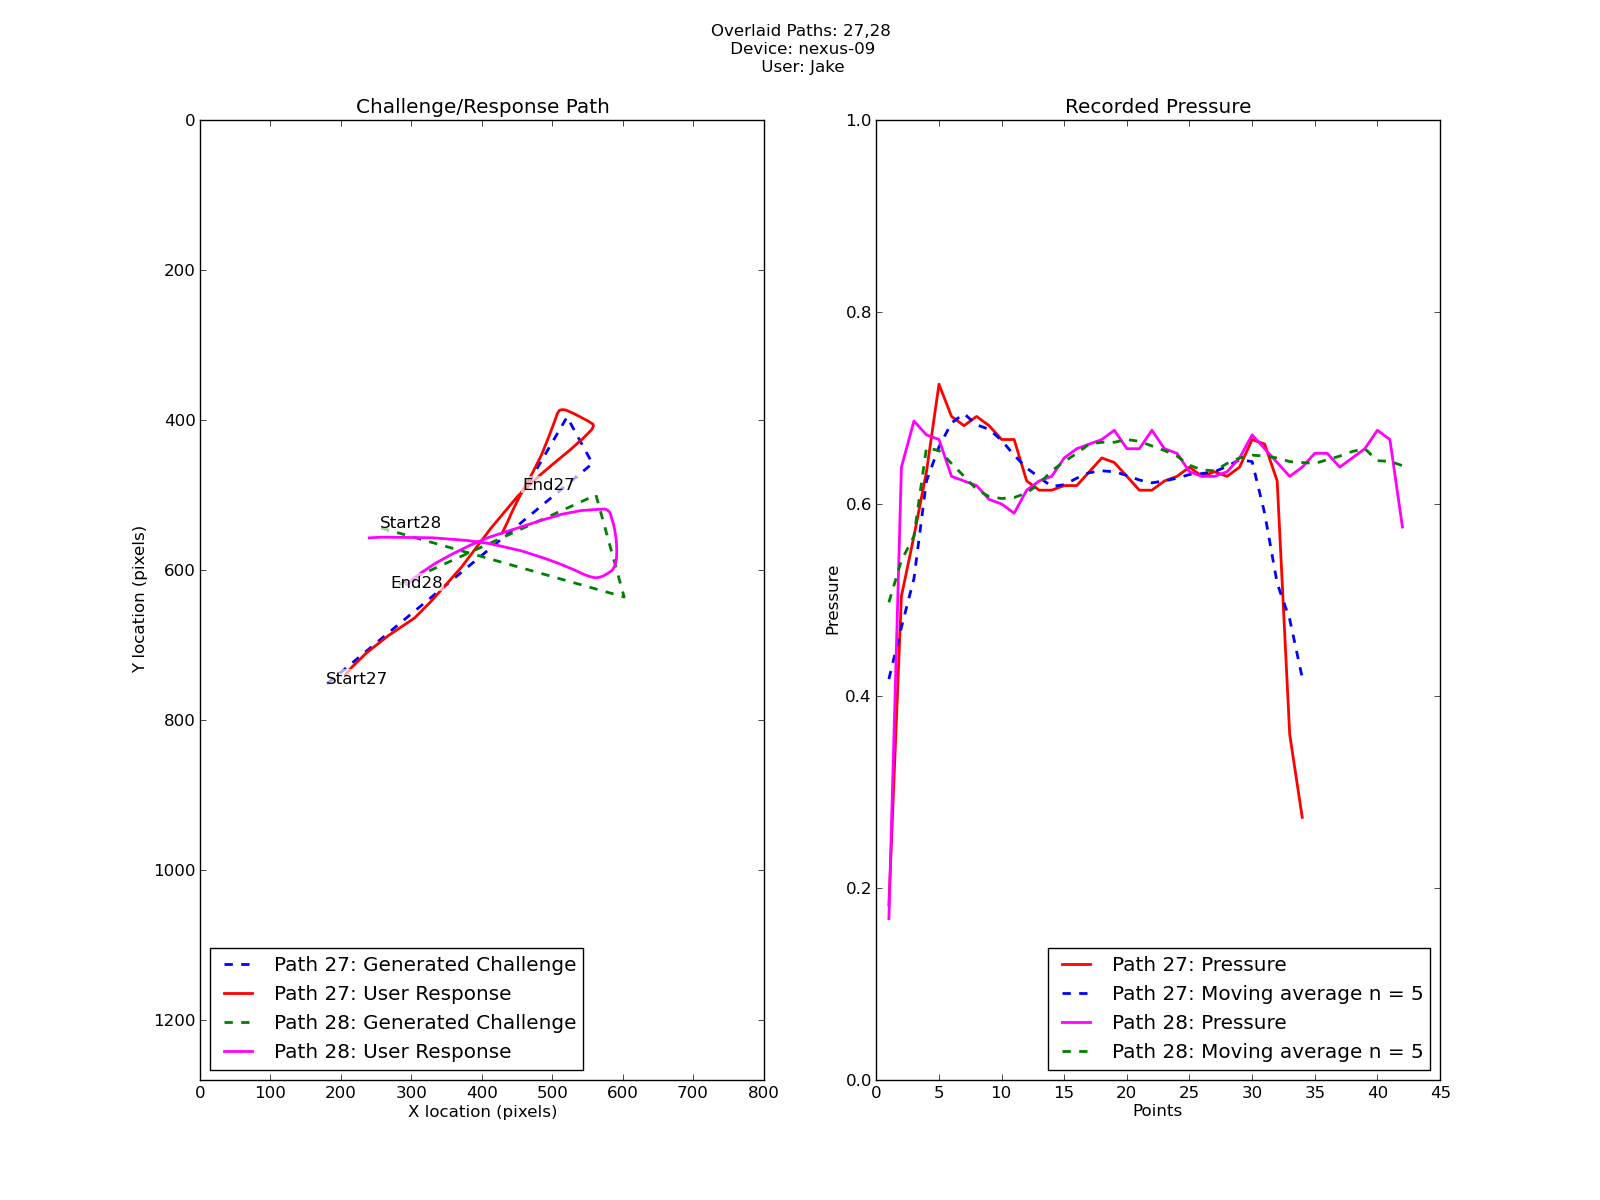 Overlaid Paths: 27,28
Device: nexus-09
User: Jake
Challenge/Response Path
0
200
400
600
800
1000
1200
Y location (pixels)
End27
Start28
End28
Start27
Path 27: Generated Challenge
Path 27: User Response
Path 28: Generated Challenge
Path 28: User Response
0 100 200 300 400 500 600 700 800
X location (pixels)
Recorded Pressure
1.0
0.8
0.6
0.4
0.2
0.0
Pressure
Path 27: Pressure
Path 27: Moving average n = 5
Path 28: Pressure
Path 28: Moving average n = 5
0 5 10 15 20 25 30 35 40 45
Points